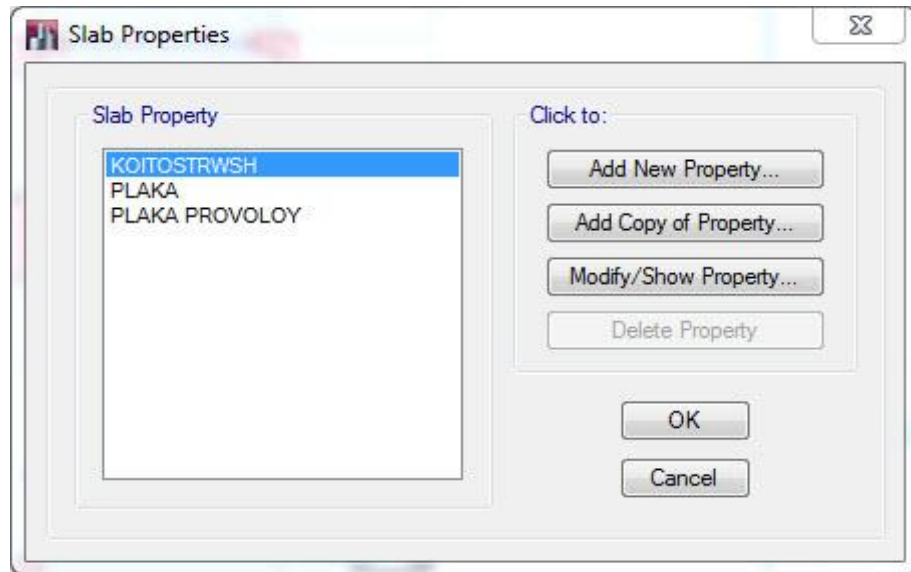 Slab Properties
Slab Property
KOITOSTRWSH
PLAKA
PLAKA PROVOLOY
Click to:
Add New Property...
Add Copy of Property...
Modify/Show Property...
Delete Property
OK
Cancel